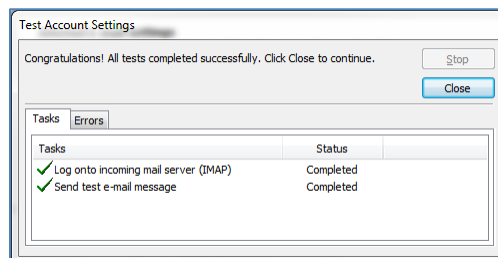 Test Account Settings
Congratulations! All tests completed successfully. Click Close to continue.
Stop
Close
Tasks Errors
Tasks Status
Log onto incoming mail server (IMAP) Completed
Send test e-mail message Completed